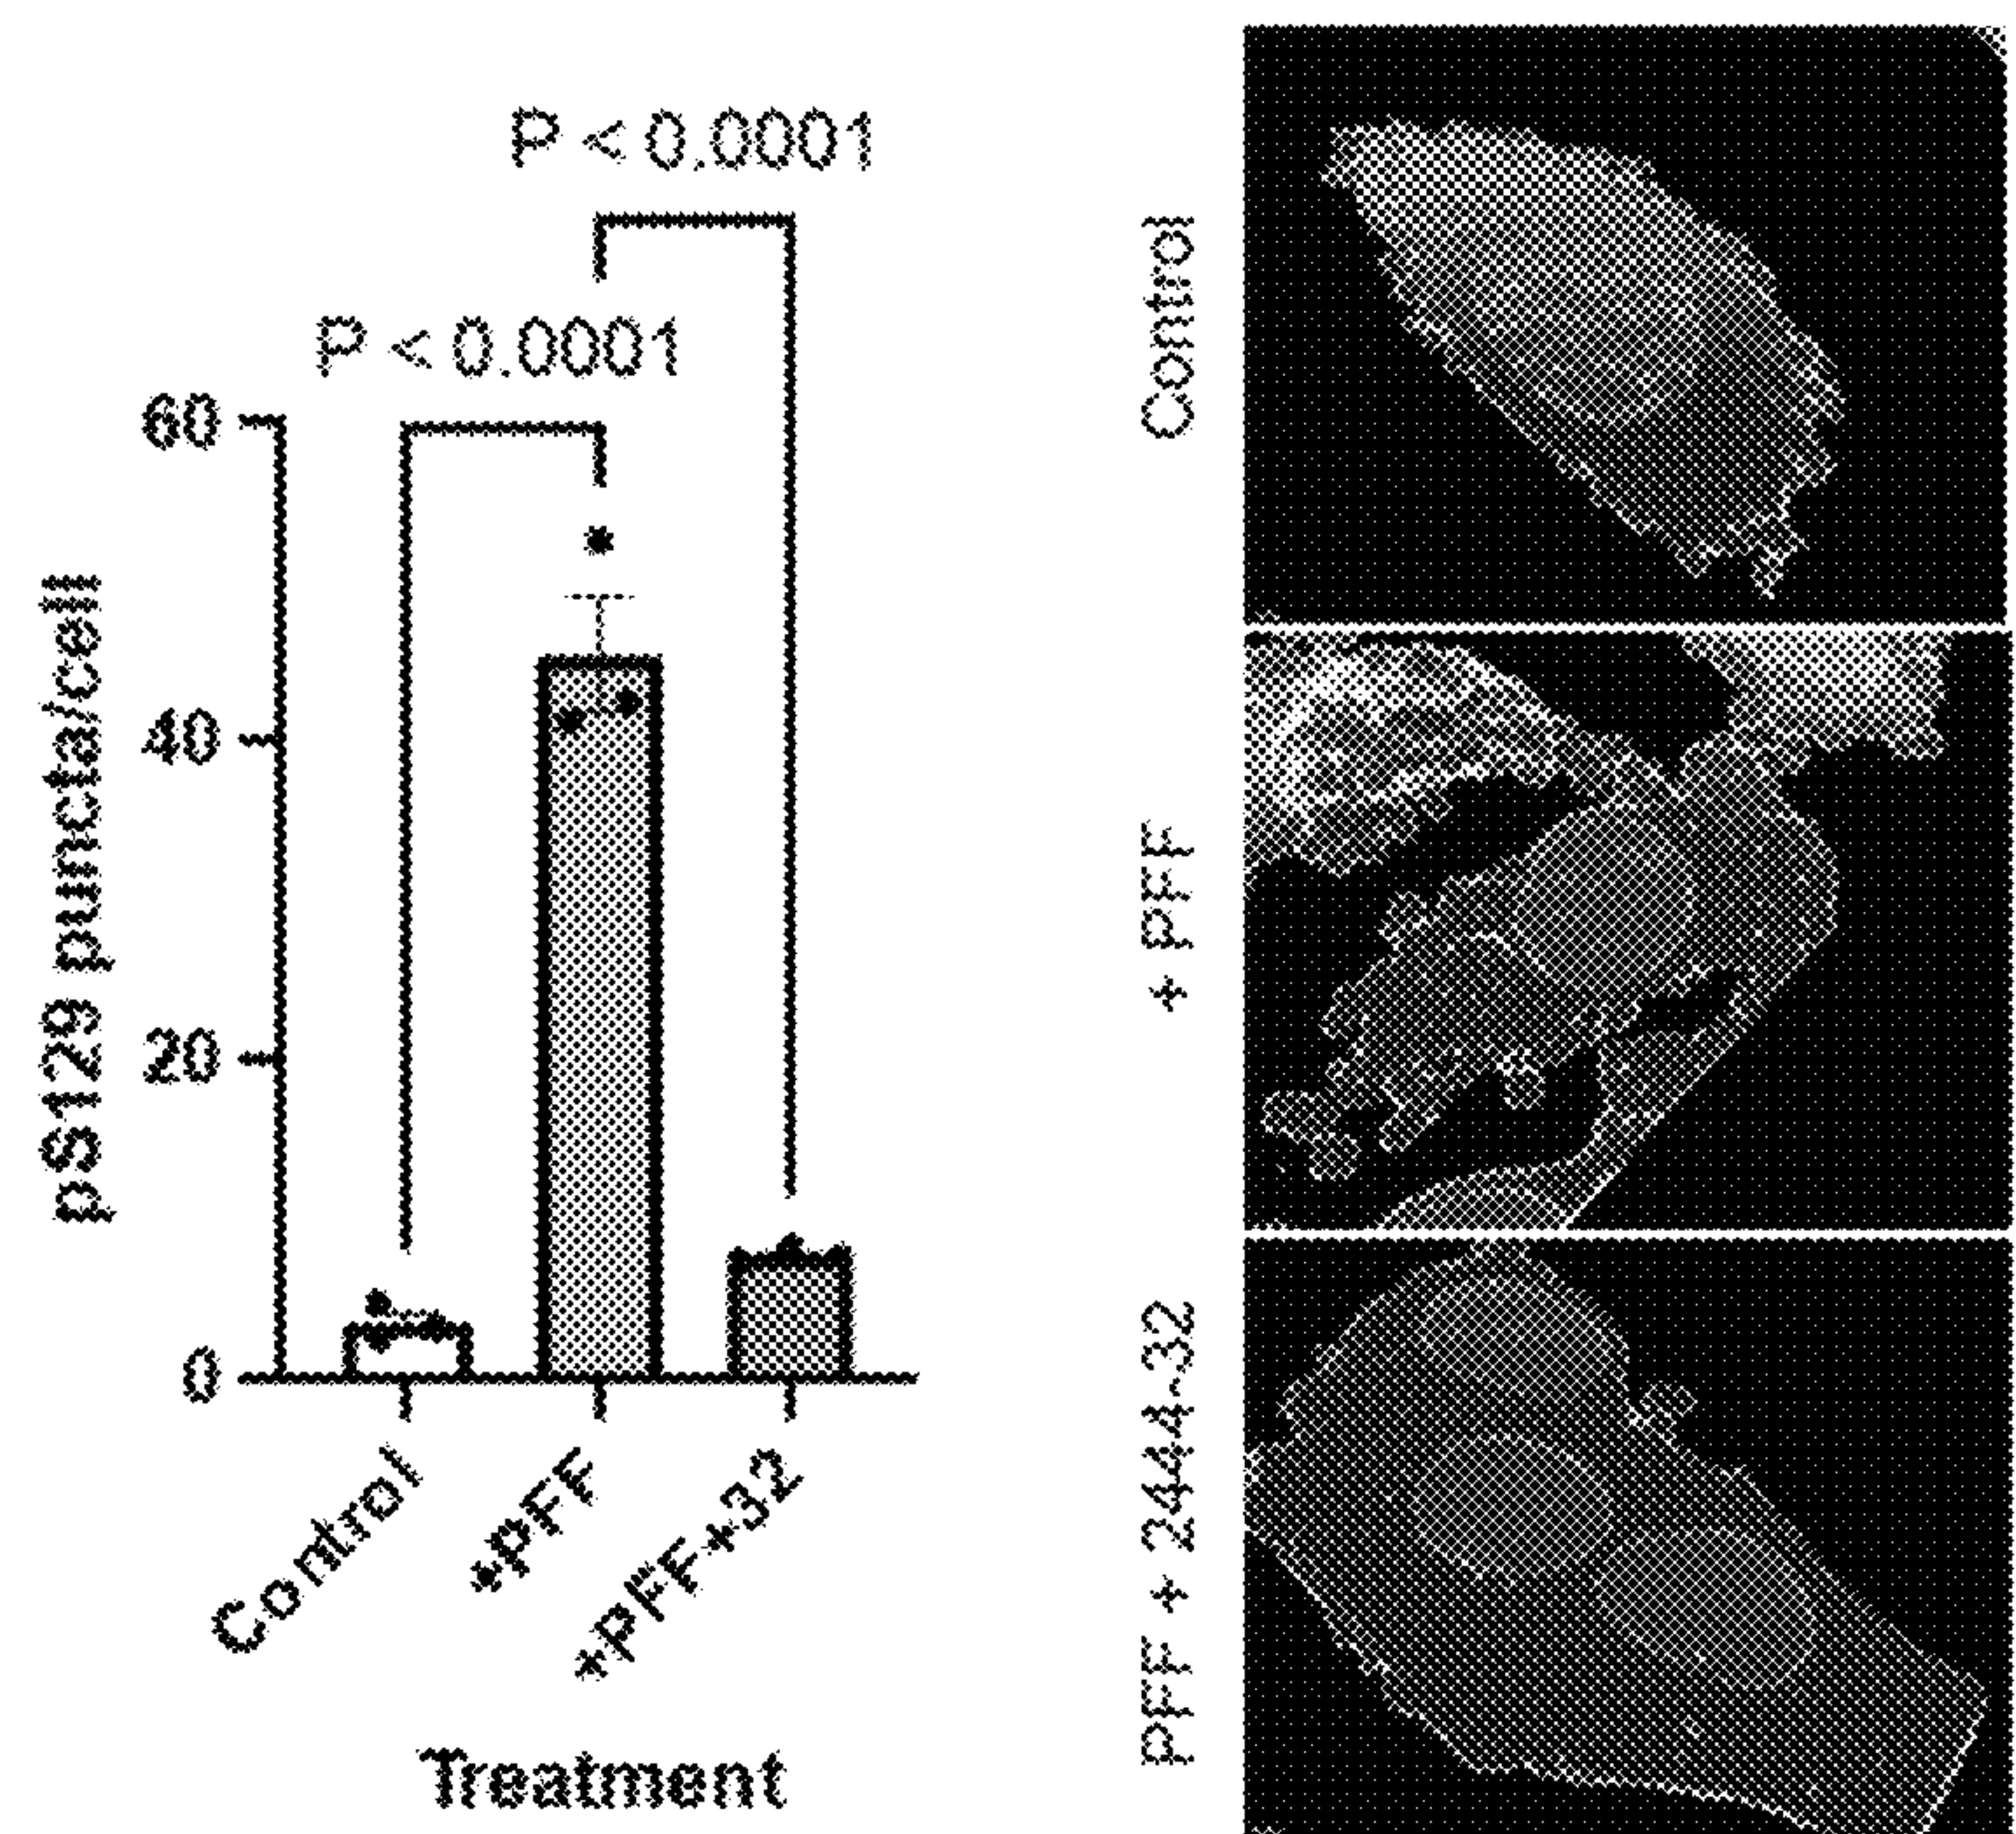 P < 0.0001
P < 0.0001
60
40
20
0
pS129 puncta/cell
Control
+PFF
+PFF+32
Treatment
Control
+ PFF
PFF + 2444-32